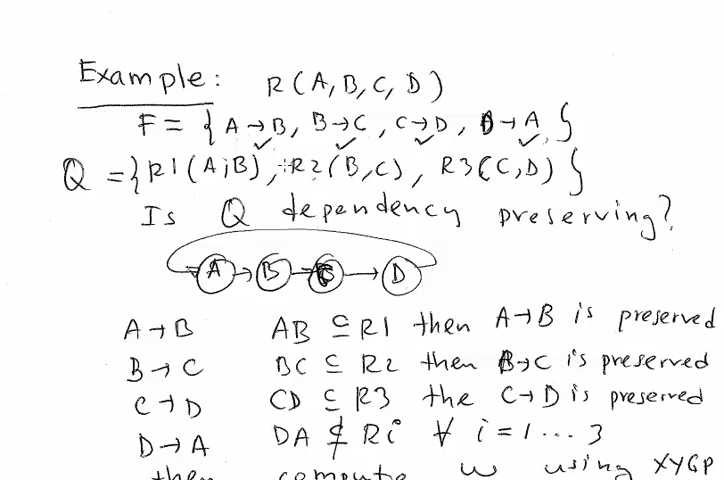 Example: R(A,B,C,D)
F = { A→B, B→C, C→D, D→A }
Q = {R1(A,B), R2(B,C), R3(C,D) }
Is Q dependency preserving?
A → B → C → D
A→B AB ⊆ R1 then A→B is preserved
B→C BC ⊆ R2 then B→C is preserved
C→D CD ⊆ R3 the C→D is preserved
D→A DA ⊈ Ri ∀ i=1...3
then compute w using XYGP